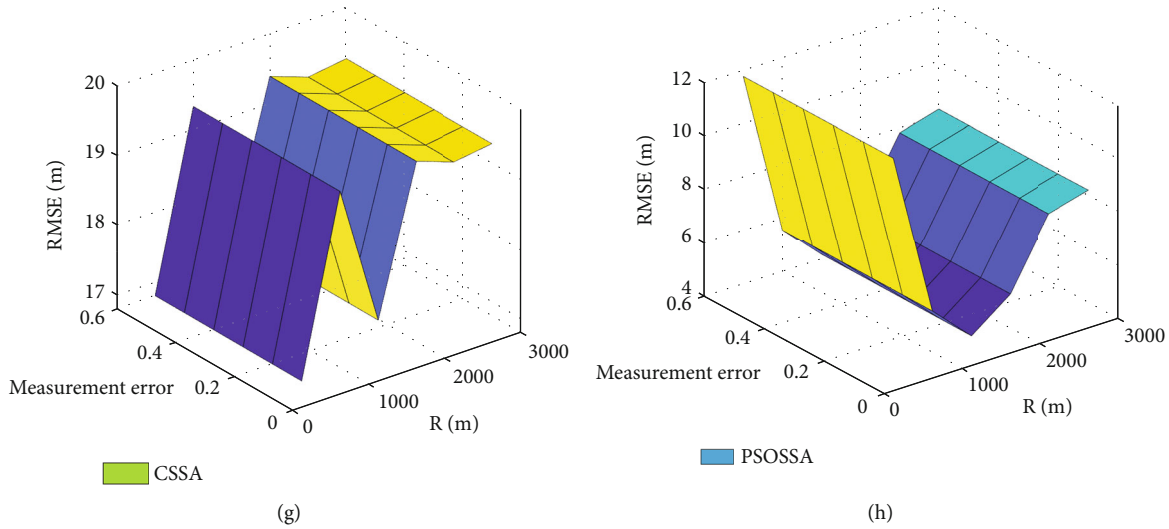 20
19
18
17
RMSE (m)
0.6
0.4
0.2
0
Measurement error
0
1000
2000
3000
R (m)
CSSA
(g)
12
10
8
6
4
RMSE (m)
0.6
0.4
0.2
0
Measurement error
0
1000
2000
3000
R (m)
PSOSSA
(h)